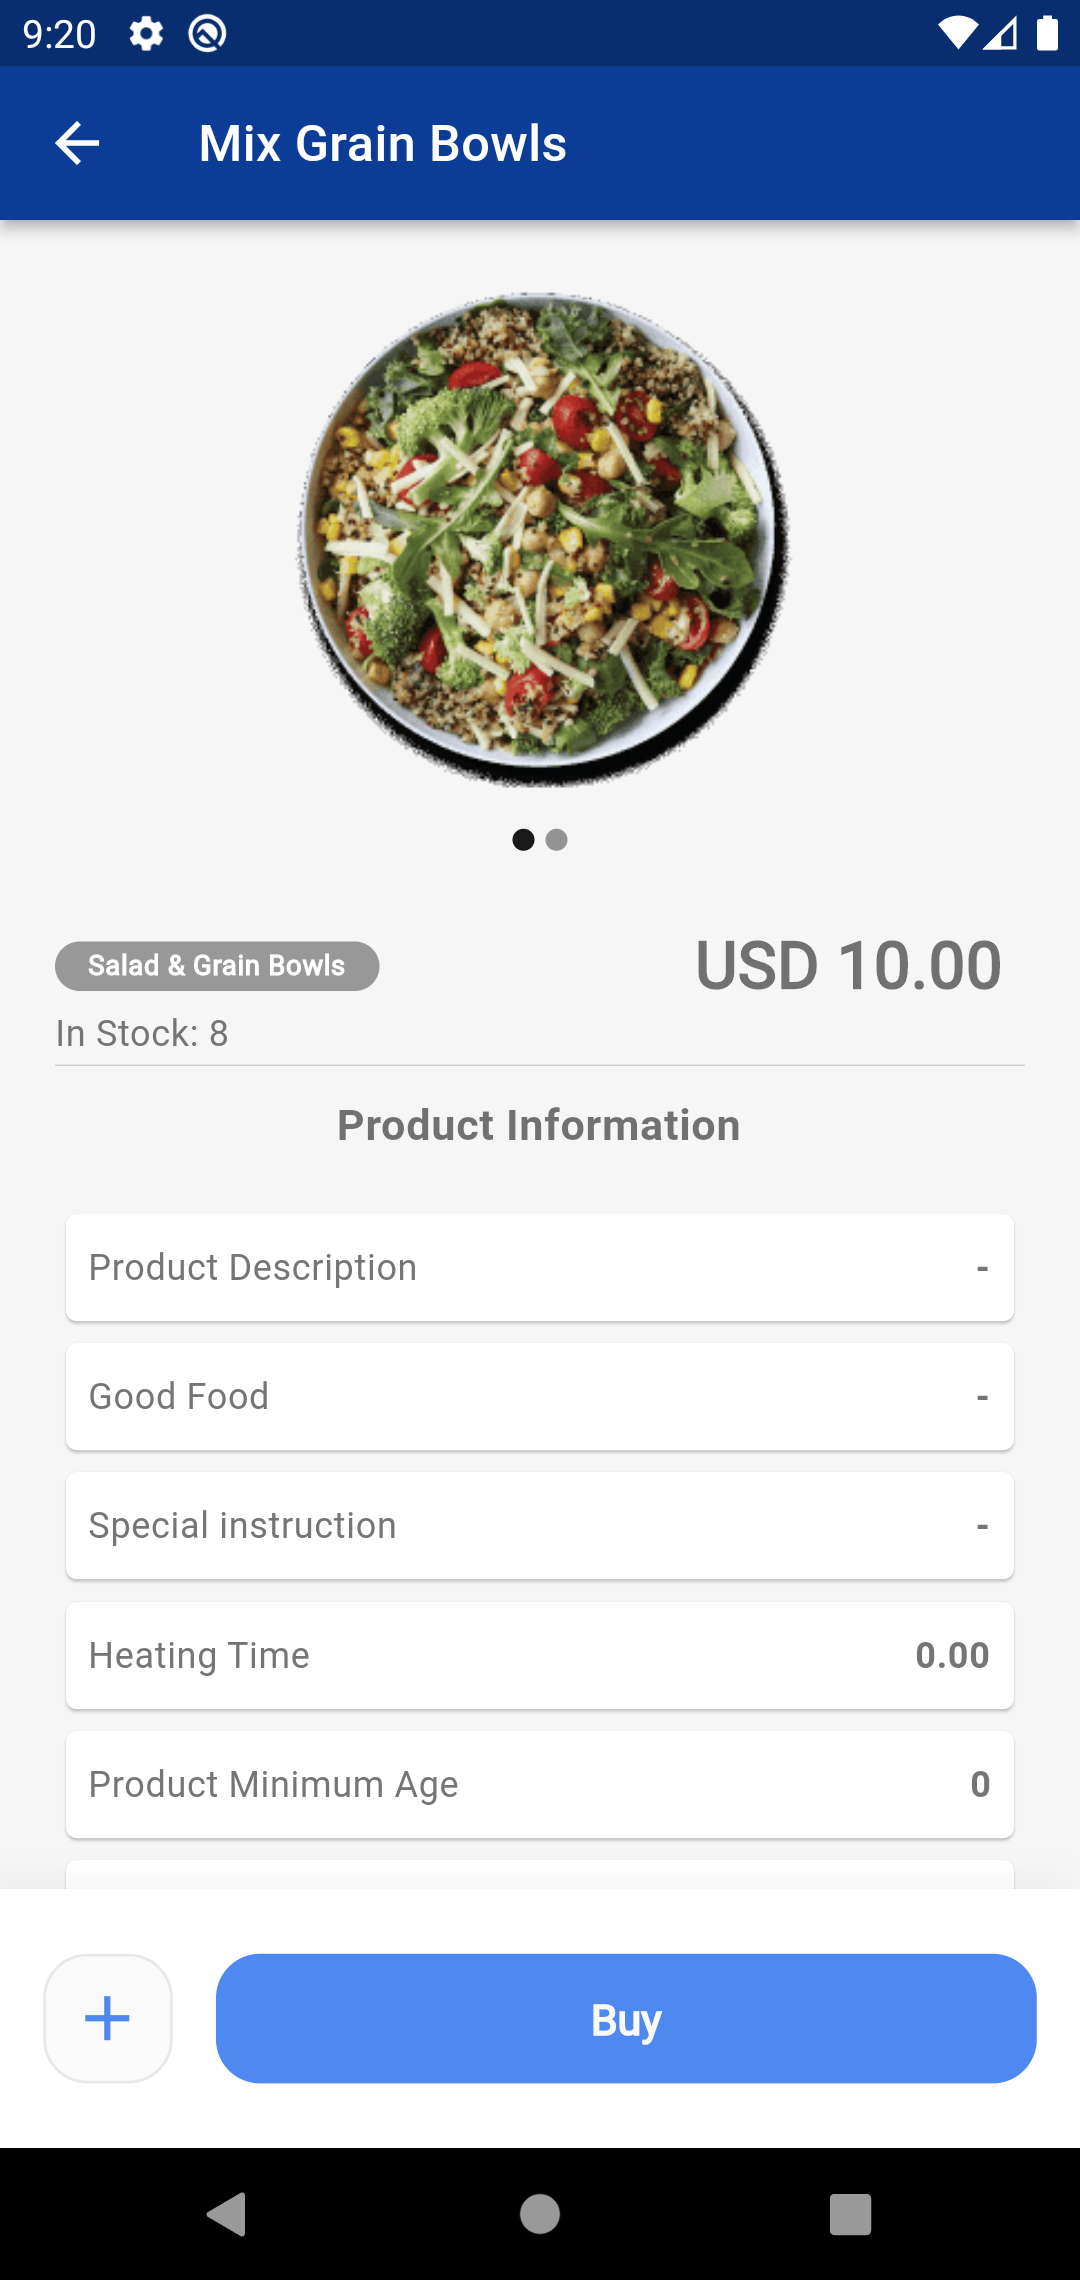 9:20
Mix Grain Bowls
Salad & Grain Bowls
USD 10.00
In Stock: 8
Product Information
Product Description -
Good Food -
Special instruction -
Heating Time 0.00
Product Minimum Age 0
Buy